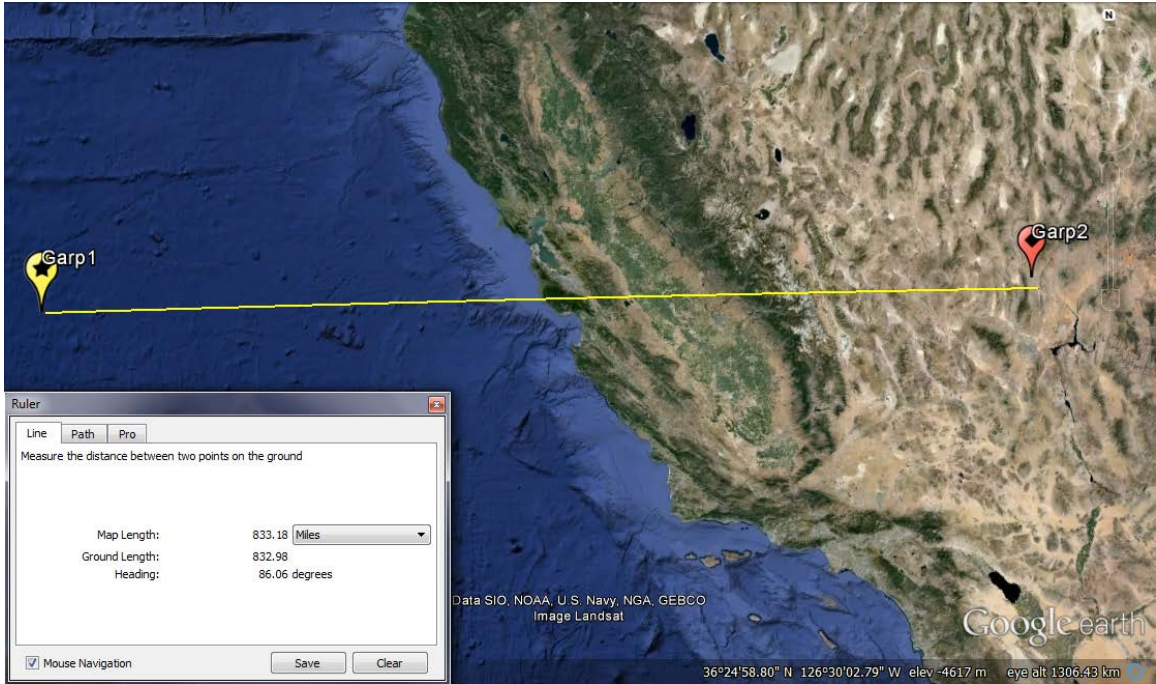 N
Garp2
Garp1
Ruler
Line Path Pro
Measure the distance between two points on the ground
Map Length: 833.18 Miles
Ground Length: 832.98
Heading: 86.06 degrees
Mouse Navigation Save Clear
Data SIO, NOAA, U.S. Navy, NGA, GEBCO
Image Landsat
Google earth
36°24'58.80" N 126°30'02.79" W elev -4617 m eye alt 1306.43 km